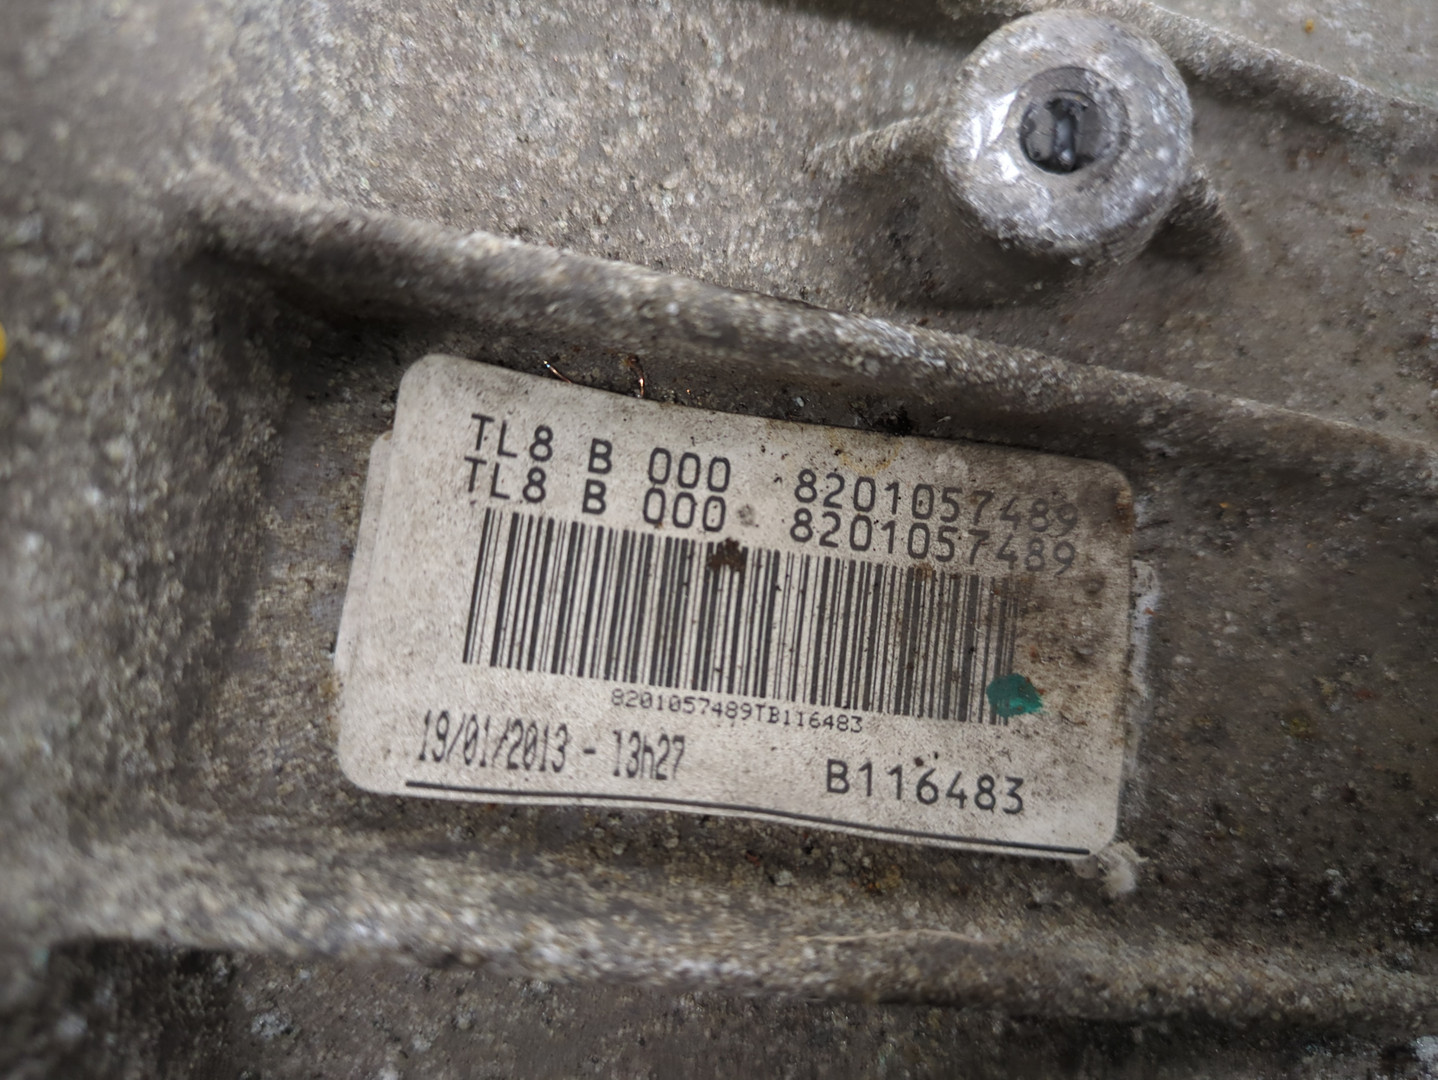 TL8 B 000 8201057489
TL8 B 000 8201057489
8201057489TB116483
19/01/2013 - 13h27
B116483